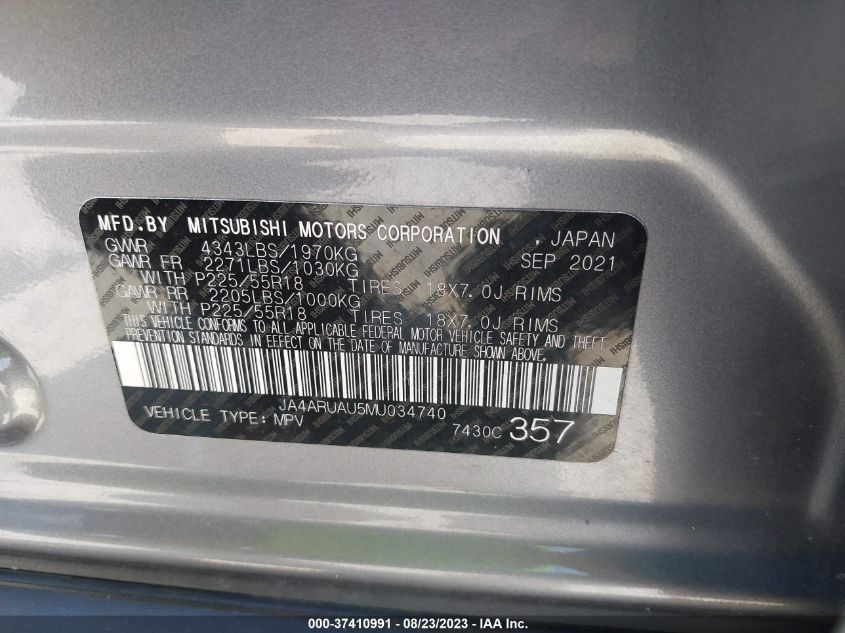 MFD.BY MITSUBISHI MOTORS CORPORATION , JAPAN
GVWR 4343LBS/1970KG SEP 2021
GAWR FR 2271LBS/1030KG
WITH P225/55R18 TIRES, 18X7.0J RIMS
GAWR RR 2205LBS/1000KG
WITH P225/55R18 TIRES, 18X7.0J RIMS
THIS VEHICLE CONFORMS TO ALL APPLICABLE FEDERAL MOTOR VEHICLE SAFETY AND THEFT
PREVENTION STANDARDS IN EFFECT ON THE DATE OF MANUFACTURE SHOWN ABOVE.
JA4ARUAU5MU034740
VEHICLE TYPE: MPV 7430C 357
000-37410991 - 08/23/2023 - IAA Inc.